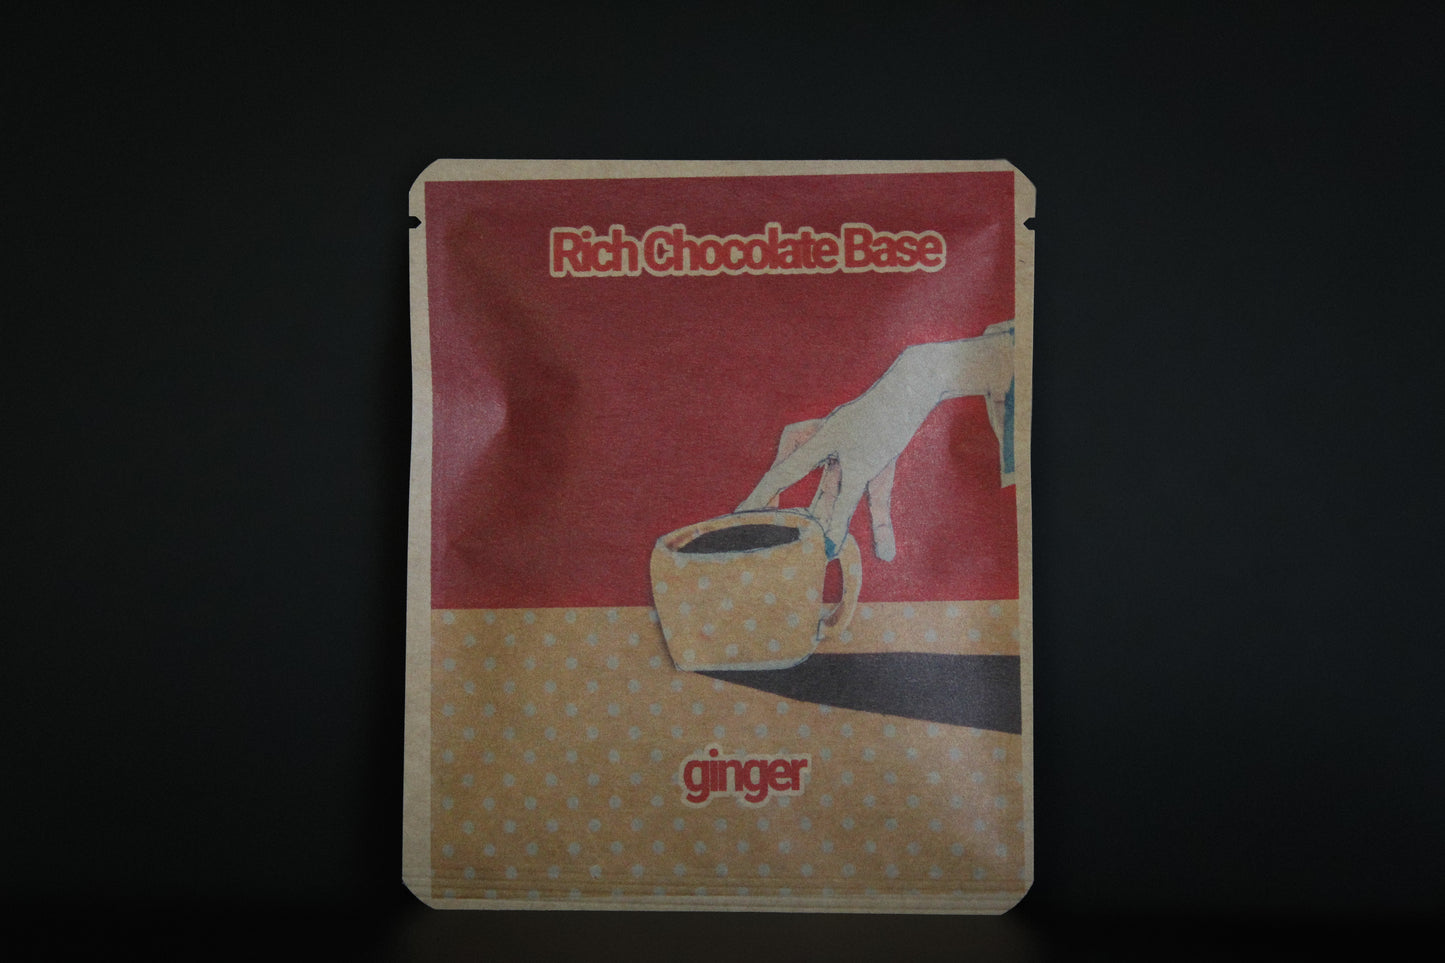 Rich Chocolate Base
ginger